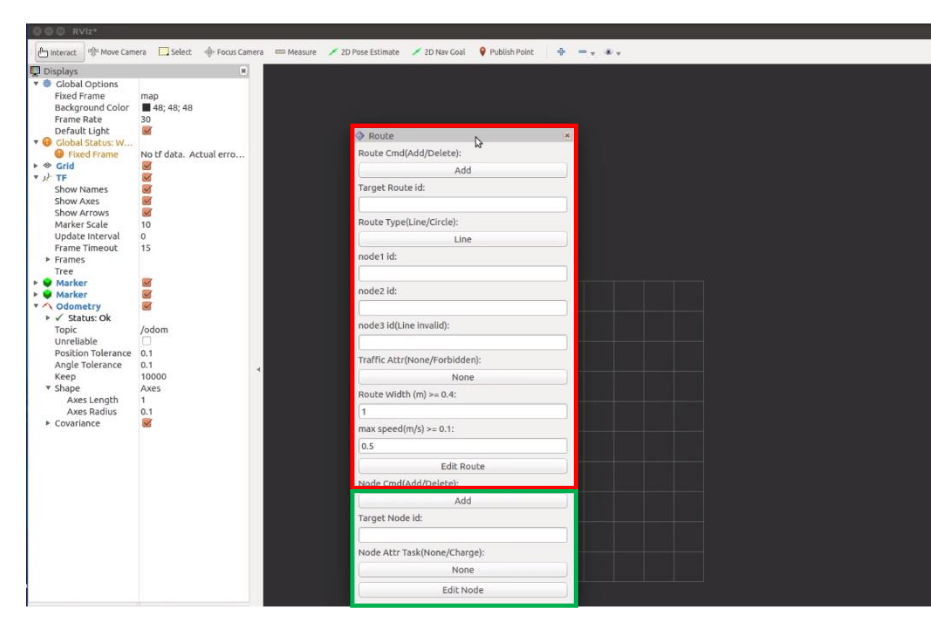 RViz*
Interact Move Camera Select Focus Camera Measure 2D Pose Estimate 2D Nav Goal Publish Point
Displays
Global Options
Fixed Frame map
Background Color 48; 48; 48
Frame Rate 30
Default Light
Global Status: W...
Fixed Frame No tf data. Actual erro...
Grid
TF
Show Names
Show Axes
Show Arrows
Marker Scale 10
Update Interval 0
Frame Timeout 15
Frames
Tree
Marker
Marker
Odometry
Status: Ok
Topic /odom
Unreliable
Position Tolerance 0.1
Angle Tolerance 0.1
Keep 10000
Shape Axes
Axes Length 1
Axes Radius 0.1
Covariance
Route
Route Cmd(Add/Delete):
Add
Target Route id:
Route Type(Line/Circle):
Line
node1 id:
node2 id:
node3 id(Line invalid):
Traffic Attr(None/Forbidden):
None
Route Width (m) >= 0.4:
1
max speed(m/s) >= 0.1:
0.5
Edit Route
Node Cmd(Add/Delete):
Add
Target Node id:
Node Attr Task(None/Charge):
None
Edit Node